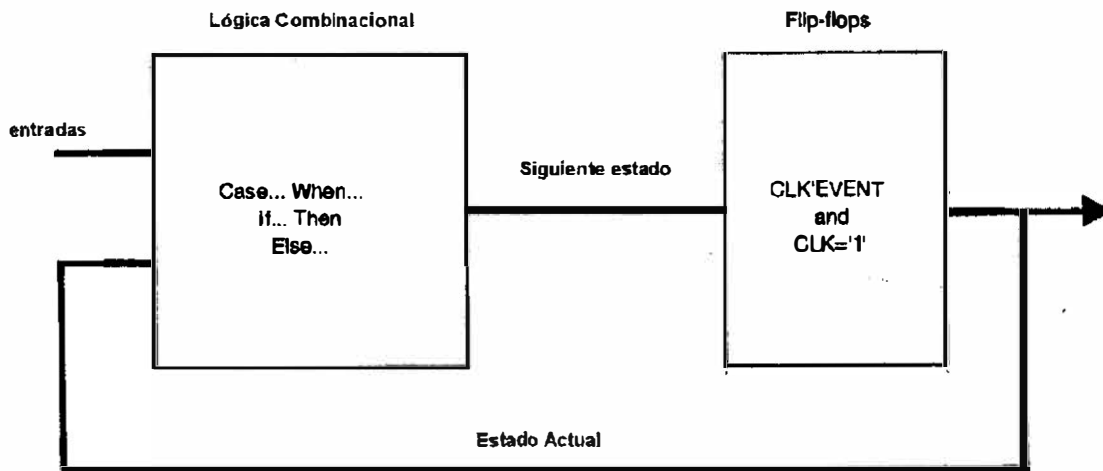 Lógica Combinacional
Flip-flops
entradas
Case... When...
If... Then
Else...
Siguiente estado
CLK'EVENT
and
CLK='1'
Estado Actual